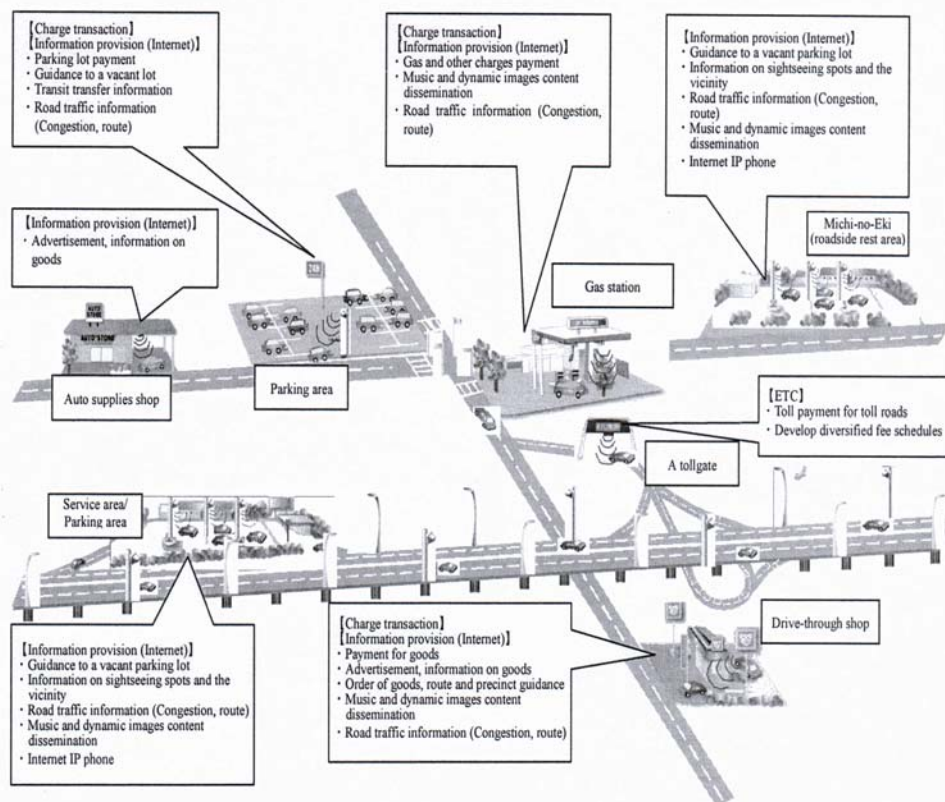 【Charge transaction】
【Information provision (Internet)】
・ Parking lot payment
・ Guidance to a vacant lot
・ Transit transfer information
・ Road traffic information
(Congestion, route)
【Charge transaction】
【Information provision (Internet)】
・ Gas and other charges payment
・ Music and dynamic images content
dissemination
・ Road traffic information (Congestion,
route)
【Information provision (Internet)】
・ Guidance to a vacant parking lot
・ Information on sightseeing spots and the
vicinity
・ Road traffic information (Congestion,
route)
・ Music and dynamic images content
dissemination
・ Internet IP phone
【Information provision (Internet)】
・ Advertisement, information on
goods
Michi-no-Eki
(roadside rest area)
Gas station
24H
AUTO
STORE
AUTO STORE
Auto supplies shop
Parking area
【ETC】
・ Toll payment for toll roads
・ Develop diversified fee schedules
A tollgate
Service area/
Parking area
Drive-through shop
【Information provision (Internet)】
・ Guidance to a vacant parking lot
・ Information on sightseeing spots and the
vicinity
・ Road traffic information (Congestion, route)
・ Music and dynamic images content
dissemination
・ Internet IP phone
【Charge transaction】
【Information provision (Internet)】
・ Payment for goods
・ Advertisement, information on goods
・ Order of goods, route and precinct guidance
・ Music and dynamic images content
dissemination
・ Road traffic information (Congestion, route)